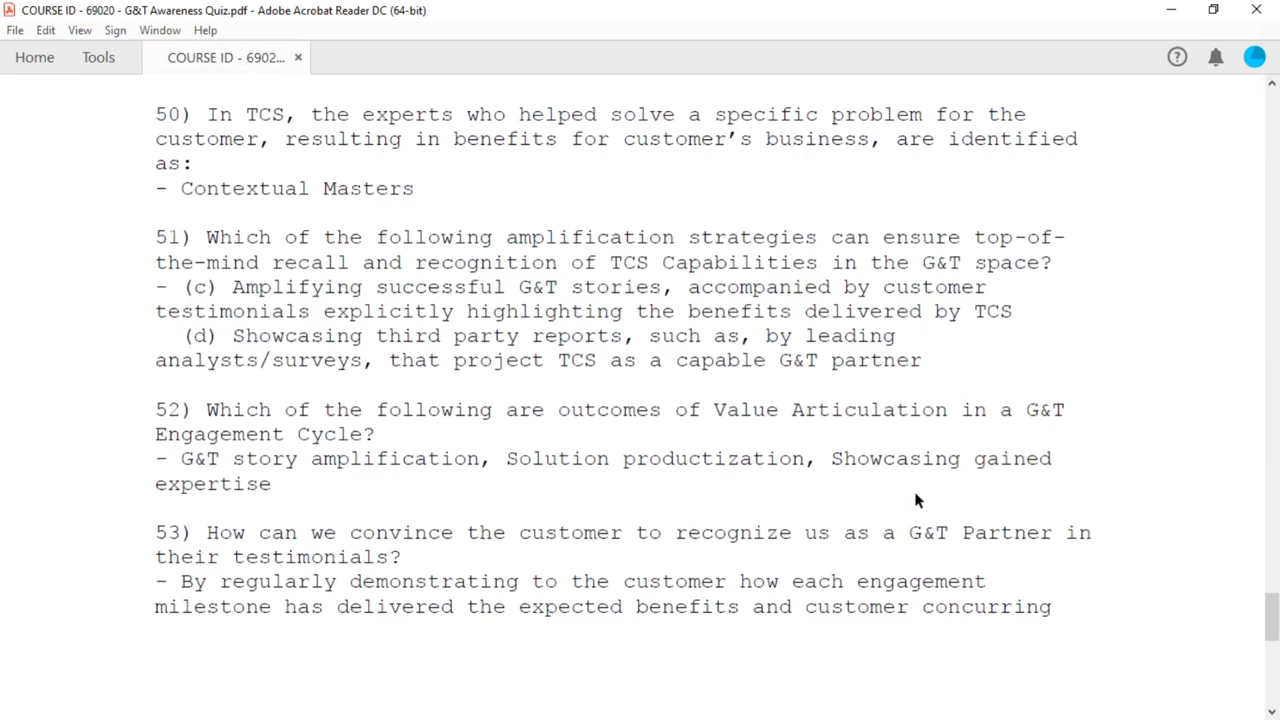 COURSE ID - 69020 - G&T Awareness Quiz.pdf - Adobe Acrobat Reader DC (64-bit)
File Edit View Sign Window Help
Home Tools COURSE ID - 6902... ×
50) In TCS, the experts who helped solve a specific problem for the
customer, resulting in benefits for customer’s business, are identified
as:
- Contextual Masters
51) Which of the following amplification strategies can ensure top-of-
the-mind recall and recognition of TCS Capabilities in the G&T space?
- (c) Amplifying successful G&T stories, accompanied by customer
testimonials explicitly highlighting the benefits delivered by TCS
(d) Showcasing third party reports, such as, by leading
analysts/surveys, that project TCS as a capable G&T partner
52) Which of the following are outcomes of Value Articulation in a G&T
Engagement Cycle?
- G&T story amplification, Solution productization, Showcasing gained
expertise
53) How can we convince the customer to recognize us as a G&T Partner in
their testimonials?
- By regularly demonstrating to the customer how each engagement
milestone has delivered the expected benefits and customer concurring